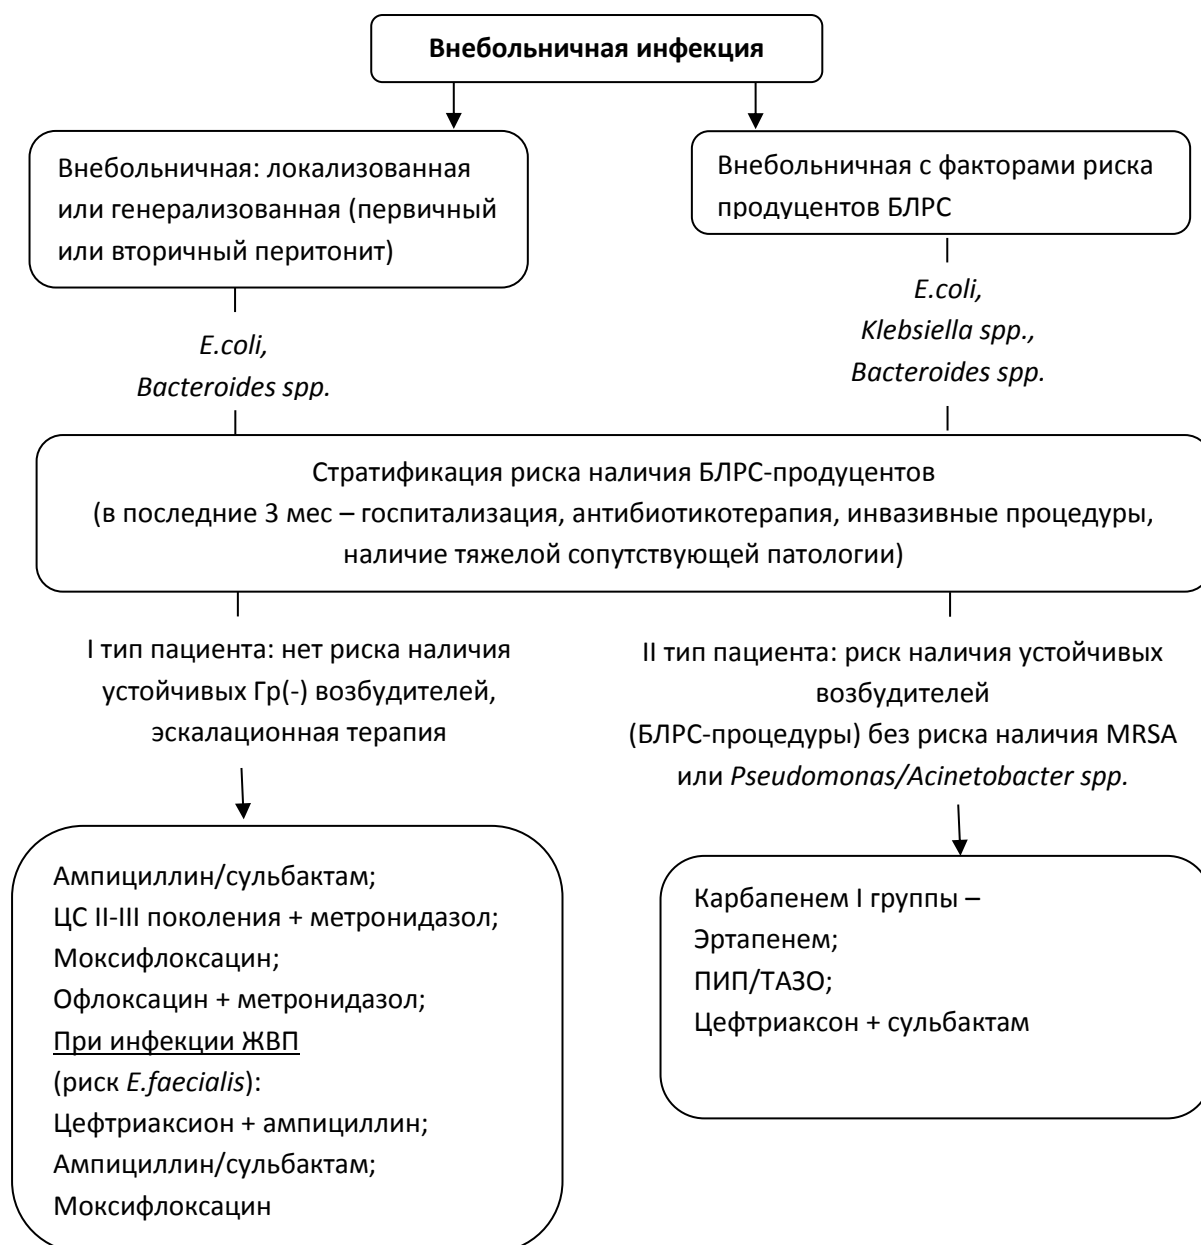 Внебольничная инфекция
Внебольничная: локализованная
или генерализованная (первичный
или вторичный перитонит)
Внебольничная с факторами риска
продуцентов БЛРС
E.coli,
Bacteroides spp.
E.coli,
Klebsiella spp.,
Bacteroides spp.
Стратификация риска наличия БЛРС-продуцентов
(в последние 3 мес – госпитализация, антибиотикотерапия, инвазивные процедуры,
наличие тяжелой сопутствующей патологии)
I тип пациента: нет риска наличия
устойчивых Гр(-) возбудителей,
эскалационная терапия
II тип пациента: риск наличия устойчивых
возбудителей
(БЛРС-процедуры) без риска наличия MRSA
или Pseudomonas/Acinetobacter spp.
Ампициллин/сульбактам;
ЦС II-III поколения + метронидазол;
Моксифлоксацин;
Офлоксацин + метронидазол;
При инфекции ЖВП
(риск E.faecialis):
Цефтриаксион + ампициллин;
Ампициллин/сульбактам;
Моксифлоксацин
Карбапенем I группы –
Эртапенем;
ПИП/ТАЗО;
Цефтриаксон + сульбактам